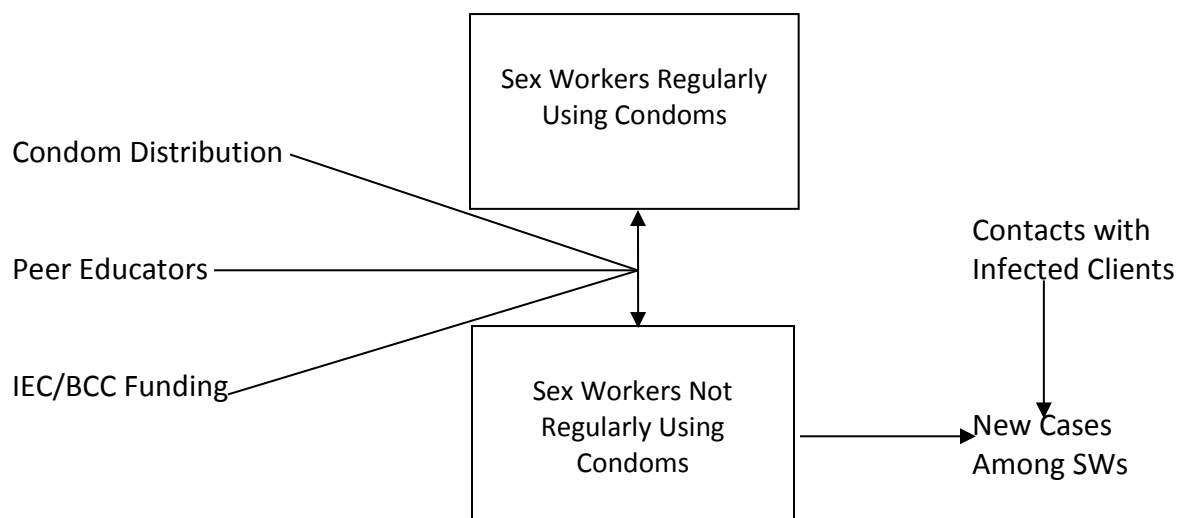 Sex Workers Regularly
Using Condoms
Condom Distribution
Peer Educators
IEC/BCC Funding
Contacts with
Infected Clients
Sex Workers Not
Regularly Using
Condoms
New Cases
Among SWs